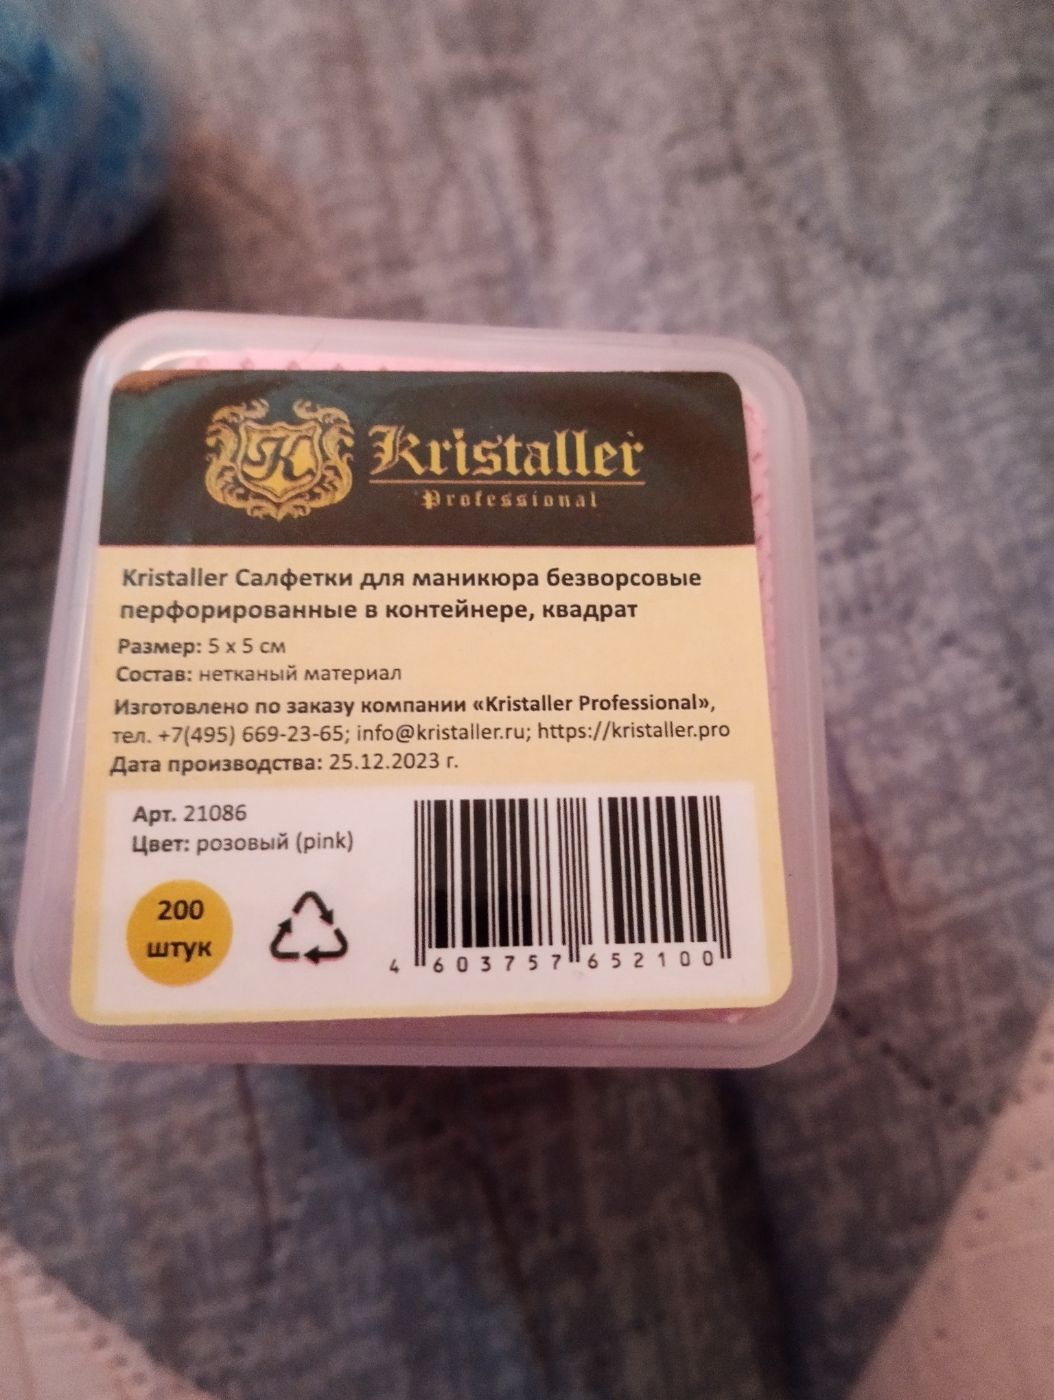 K
Kristaller
Professional
Kristaller Салфетки для маникюра безворсовые
перфорированные в контейнере, квадрат
Размер: 5 х 5 см
Состав: нетканый материал
Изготовлено по заказу компании «Kristaller Professional»,
тел. +7(495) 669-23-65; info@kristaller.ru; https://kristaller.pro
Дата производства: 25.12.2023 г.
Арт. 21086
Цвет: розовый (pink)
200
штук
4 603757 652100